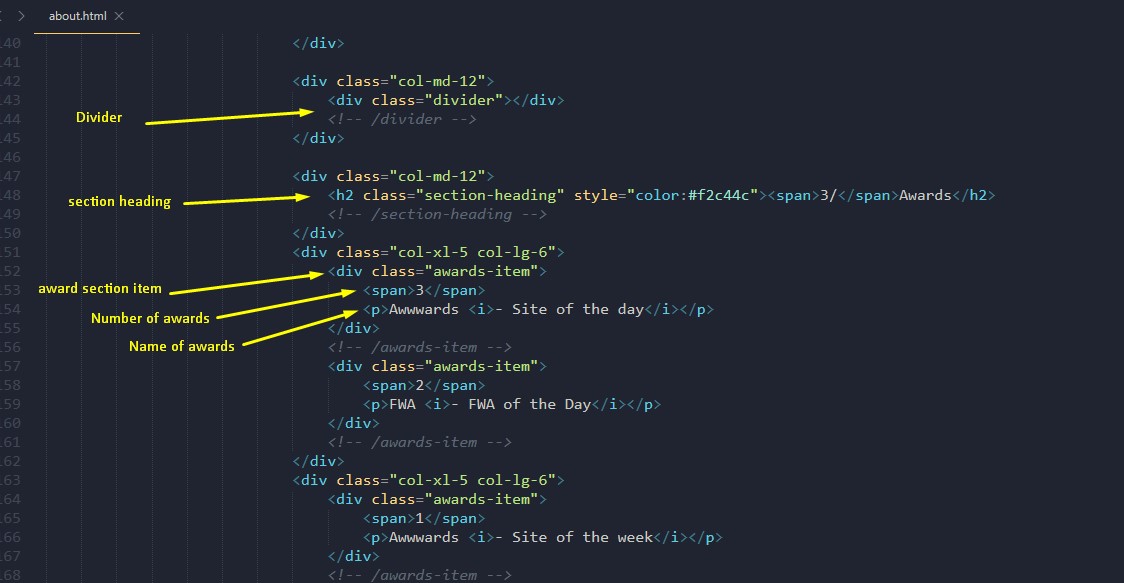 about.html ×
140 </div>
141
142 <div class="col-md-12">
143 <div class="divider"></div>
Divider
144 <!-- /divider -->
145 </div>
146
147 <div class="col-md-12">
section heading
148 <h2 class="section-heading" style="color:#f2c44c"><span>3/</span>Awards</h2>
149 <!-- /section-heading -->
150 </div>
151 <div class="col-xl-5 col-lg-6">
152 <div class="awards-item">
award section item
153 <span>3</span>
Number of awards
154 <p>Awwwards <i>- Site of the day</i></p>
155 </div>
Name of awards
156 <!-- /awards-item -->
157 <div class="awards-item">
158 <span>2</span>
159 <p>FWA <i>- FWA of the Day</i></p>
160 </div>
161 <!-- /awards-item -->
162 </div>
163 <div class="col-xl-5 col-lg-6">
164 <div class="awards-item">
165 <span>1</span>
166 <p>Awwwards <i>- Site of the week</i></p>
167 </div>
168 <!-- /awards-item -->